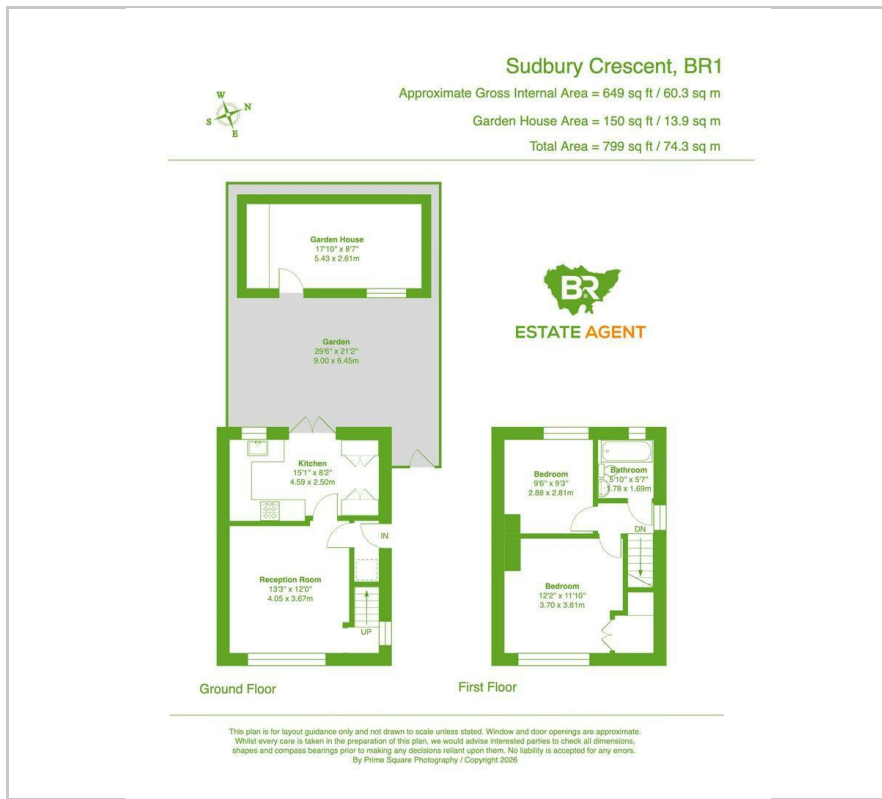 Sudbury Crescent, BR1
Approximate Gross Internal Area = 649 sq ft / 60.3 sq m
Garden House Area = 150 sq ft / 13.9 sq m
Total Area = 799 sq ft / 74.3 sq m
W
N
S
E
Garden House
17'10" x 8'7"
5.43 x 2.61m
BR
ESTATE AGENT
Garden
29'6" x 21'2"
9.00 x 6.45m
Kitchen
15'1" x 8'2"
4.59 x 2.50m
IN
Reception Room
13'3" x 12'0"
4.05 x 3.67m
UP
Ground Floor
Bedroom
9'6" x 9'3"
2.88 x 2.81m
Bathroom
5'10" x 5'7"
1.78 x 1.69m
DN
Bedroom
12'2" x 11'10"
3.70 x 3.61m
First Floor
This plan is for layout guidance only and not drawn to scale unless stated. Window and door openings are approximate.
Whilst every care is taken in the preparation of this plan, we would advise interested parties to check all dimensions,
shapes and compass bearings prior to making any decisions reliant upon them. No liability is accepted for any errors.
By Prime Square Photography / Copyright 2026